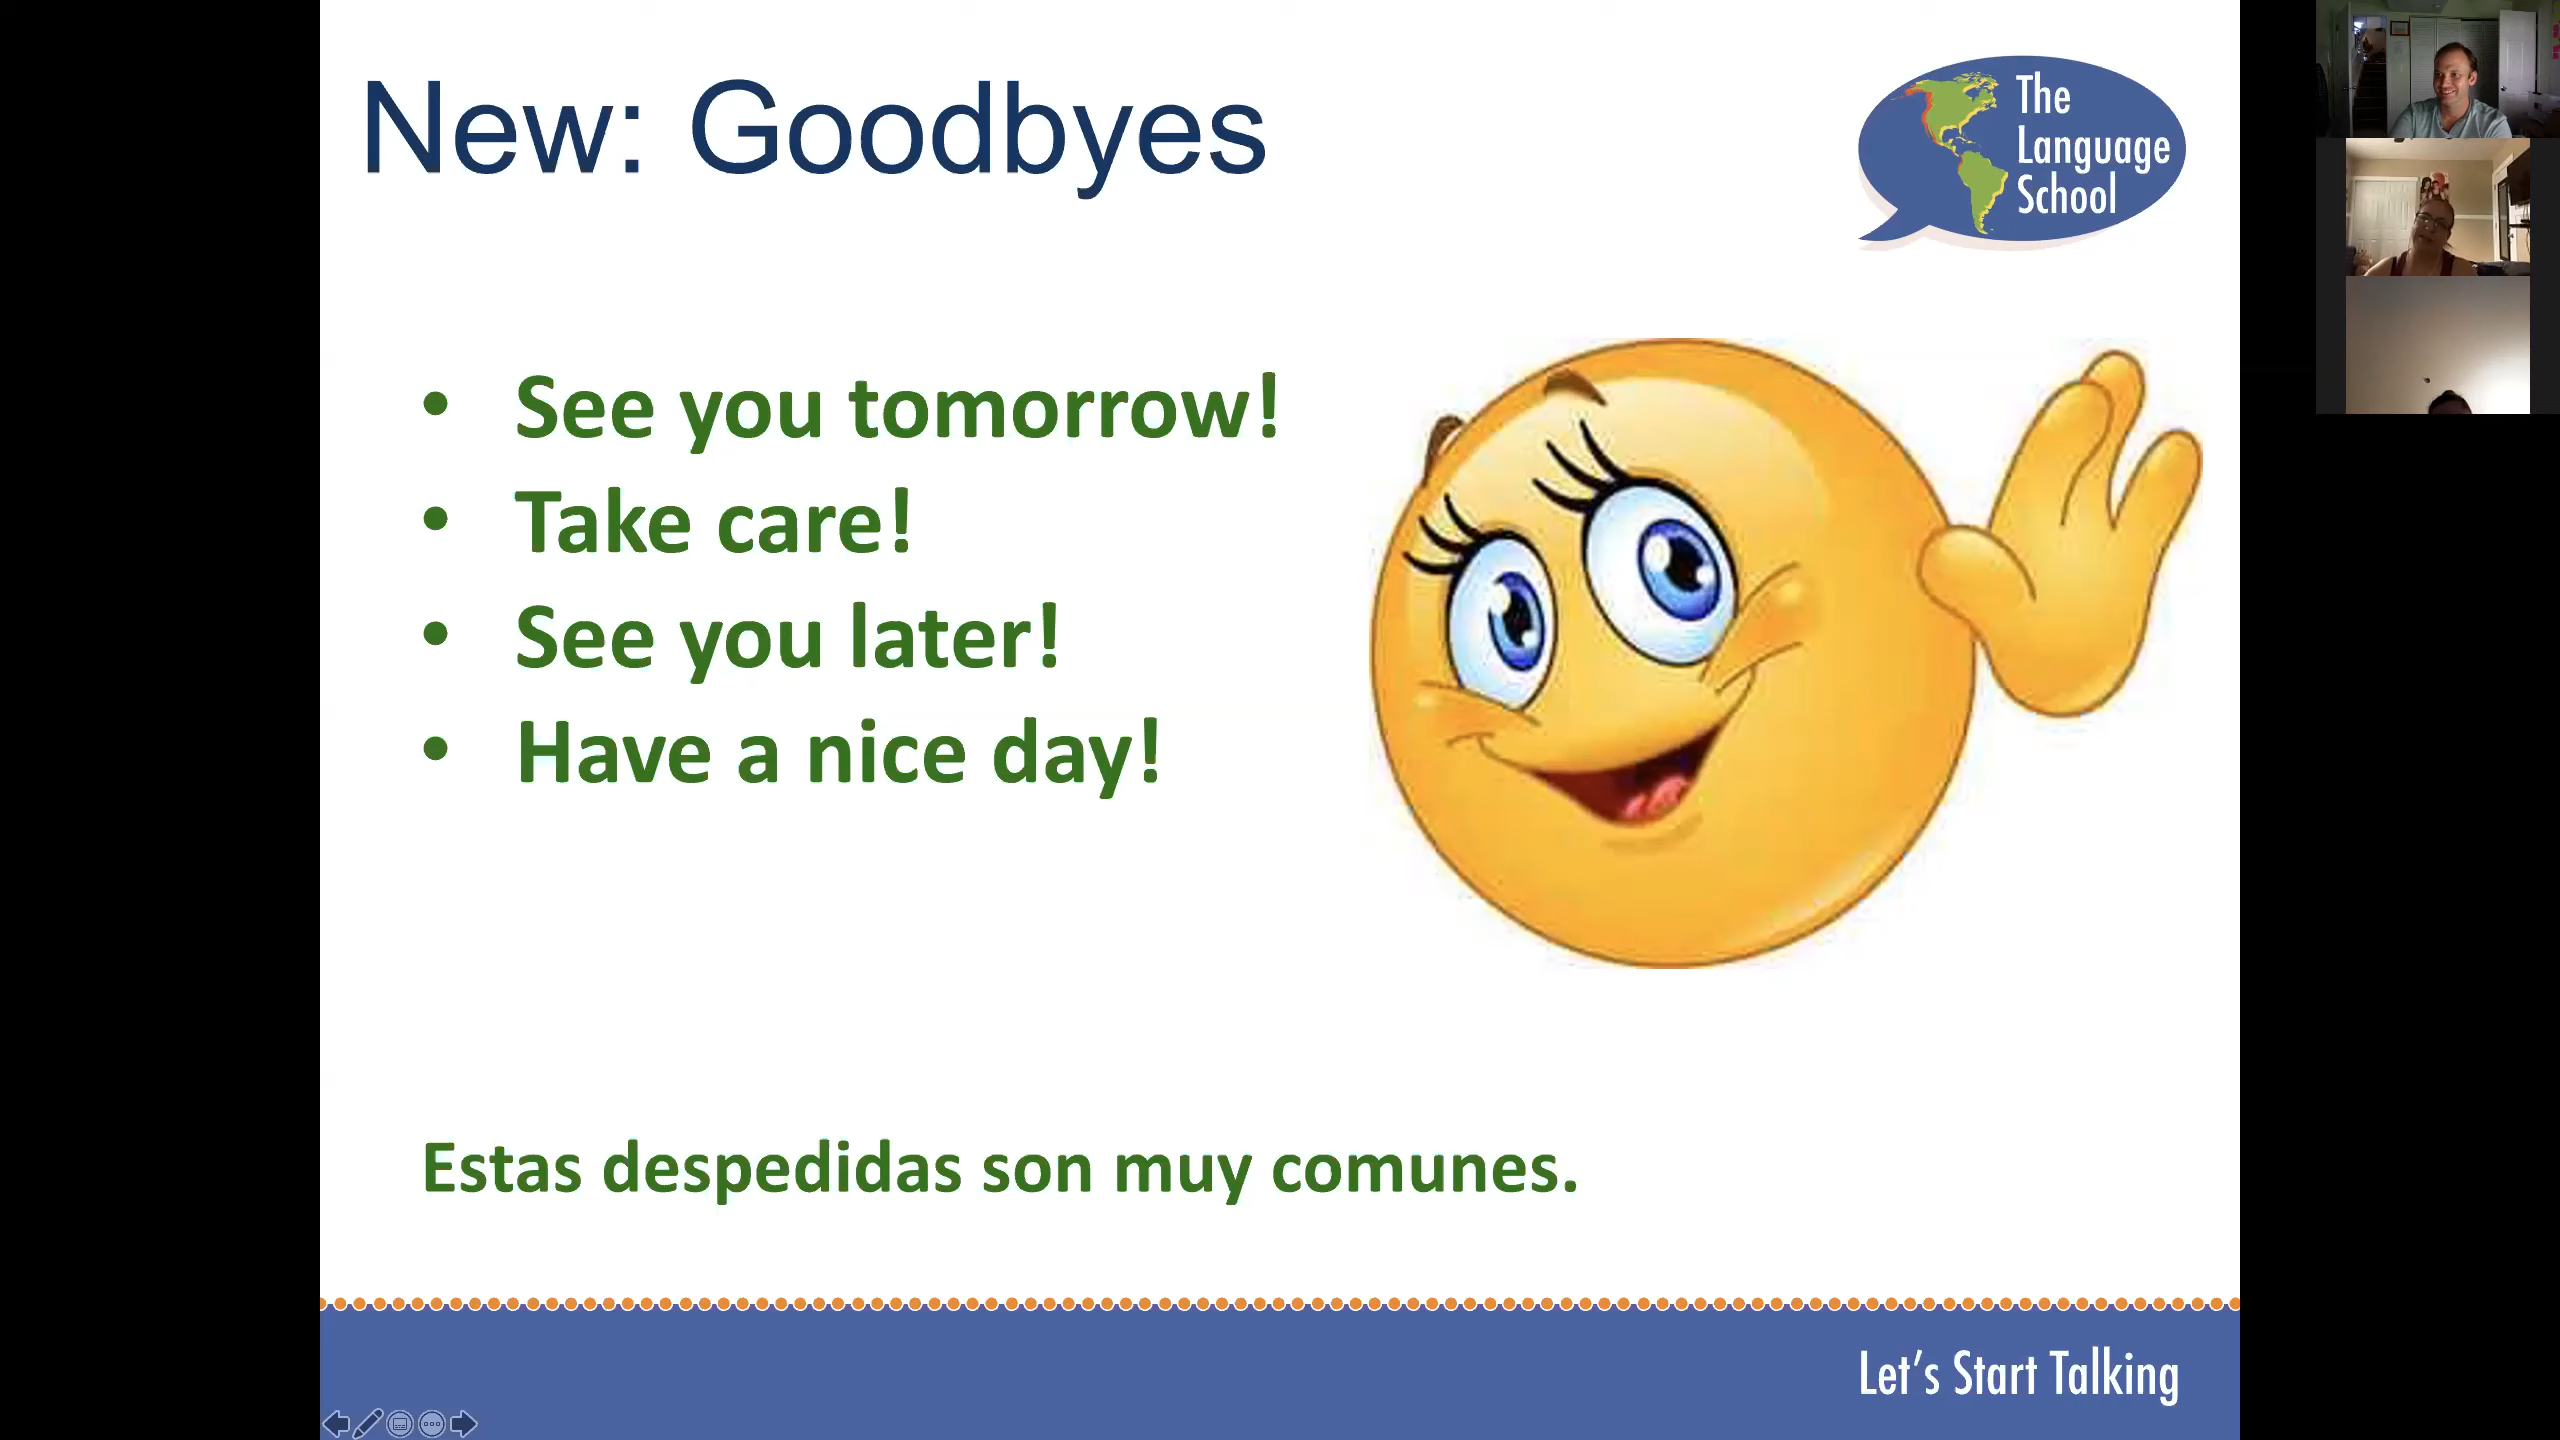 New: Goodbyes
The
Language
School
• See you tomorrow!
• Take care!
• See you later!
• Have a nice day!
Estas despedidas son muy comunes.
Let's Start Talking